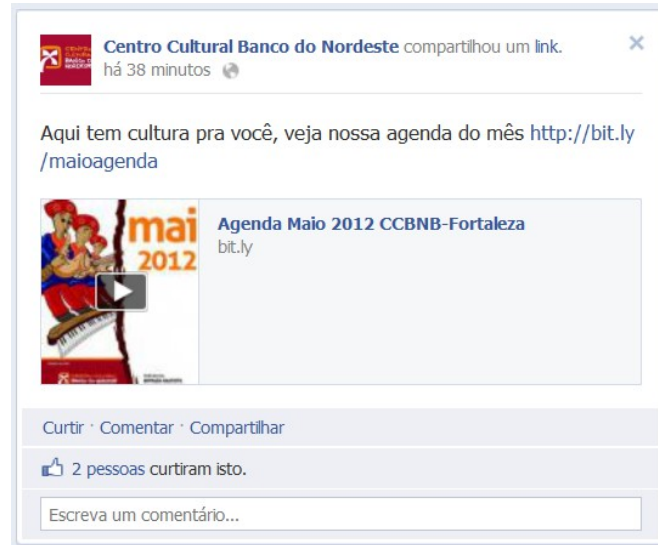 Centro Cultural Banco do Nordeste compartilhou um link.
há 38 minutos
Aqui tem cultura pra você, veja nossa agenda do mês http://bit.ly
/maioagenda
mai
2012
Agenda Maio 2012 CCBNB-Fortaleza
bit.ly
Curtir · Comentar · Compartilhar
2 pessoas curtiram isto.
Escreva um comentário...